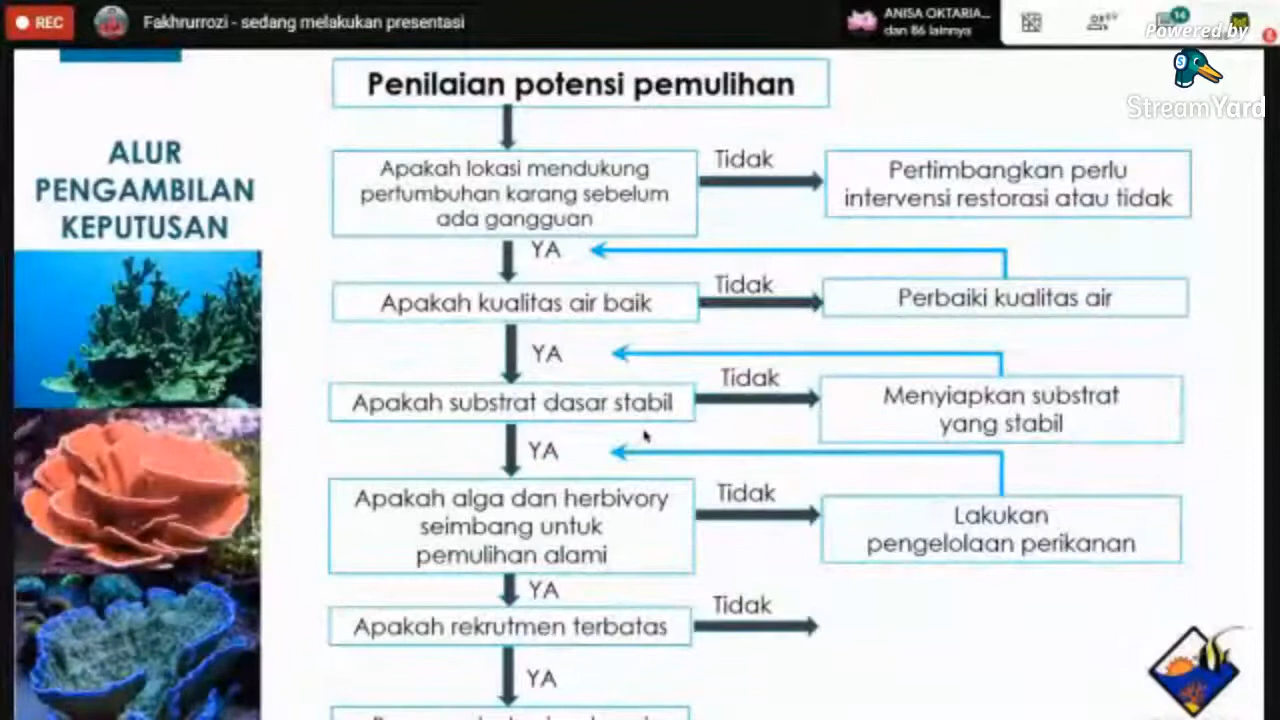 REC
Fakhrurrozi - sedang melakukan presentasi
ANISA OKTARIA...
dan 86 lainnya
14
Powered by
StreamYard
Penilaian potensi pemulihan
ALUR
PENGAMBILAN
KEPUTUSAN
Apakah lokasi mendukung
pertumbuhan karang sebelum
ada gangguan
Tidak
Pertimbangkan perlu
intervensi restorasi atau tidak
YA
Apakah kualitas air baik
Tidak
Perbaiki kualitas air
YA
Apakah substrat dasar stabil
Tidak
Menyiapkan substrat
yang stabil
YA
Apakah alga dan herbivory
seimbang untuk
pemulihan alami
Tidak
Lakukan
pengelolaan perikanan
YA
Apakah rekrutmen terbatas
Tidak
YA